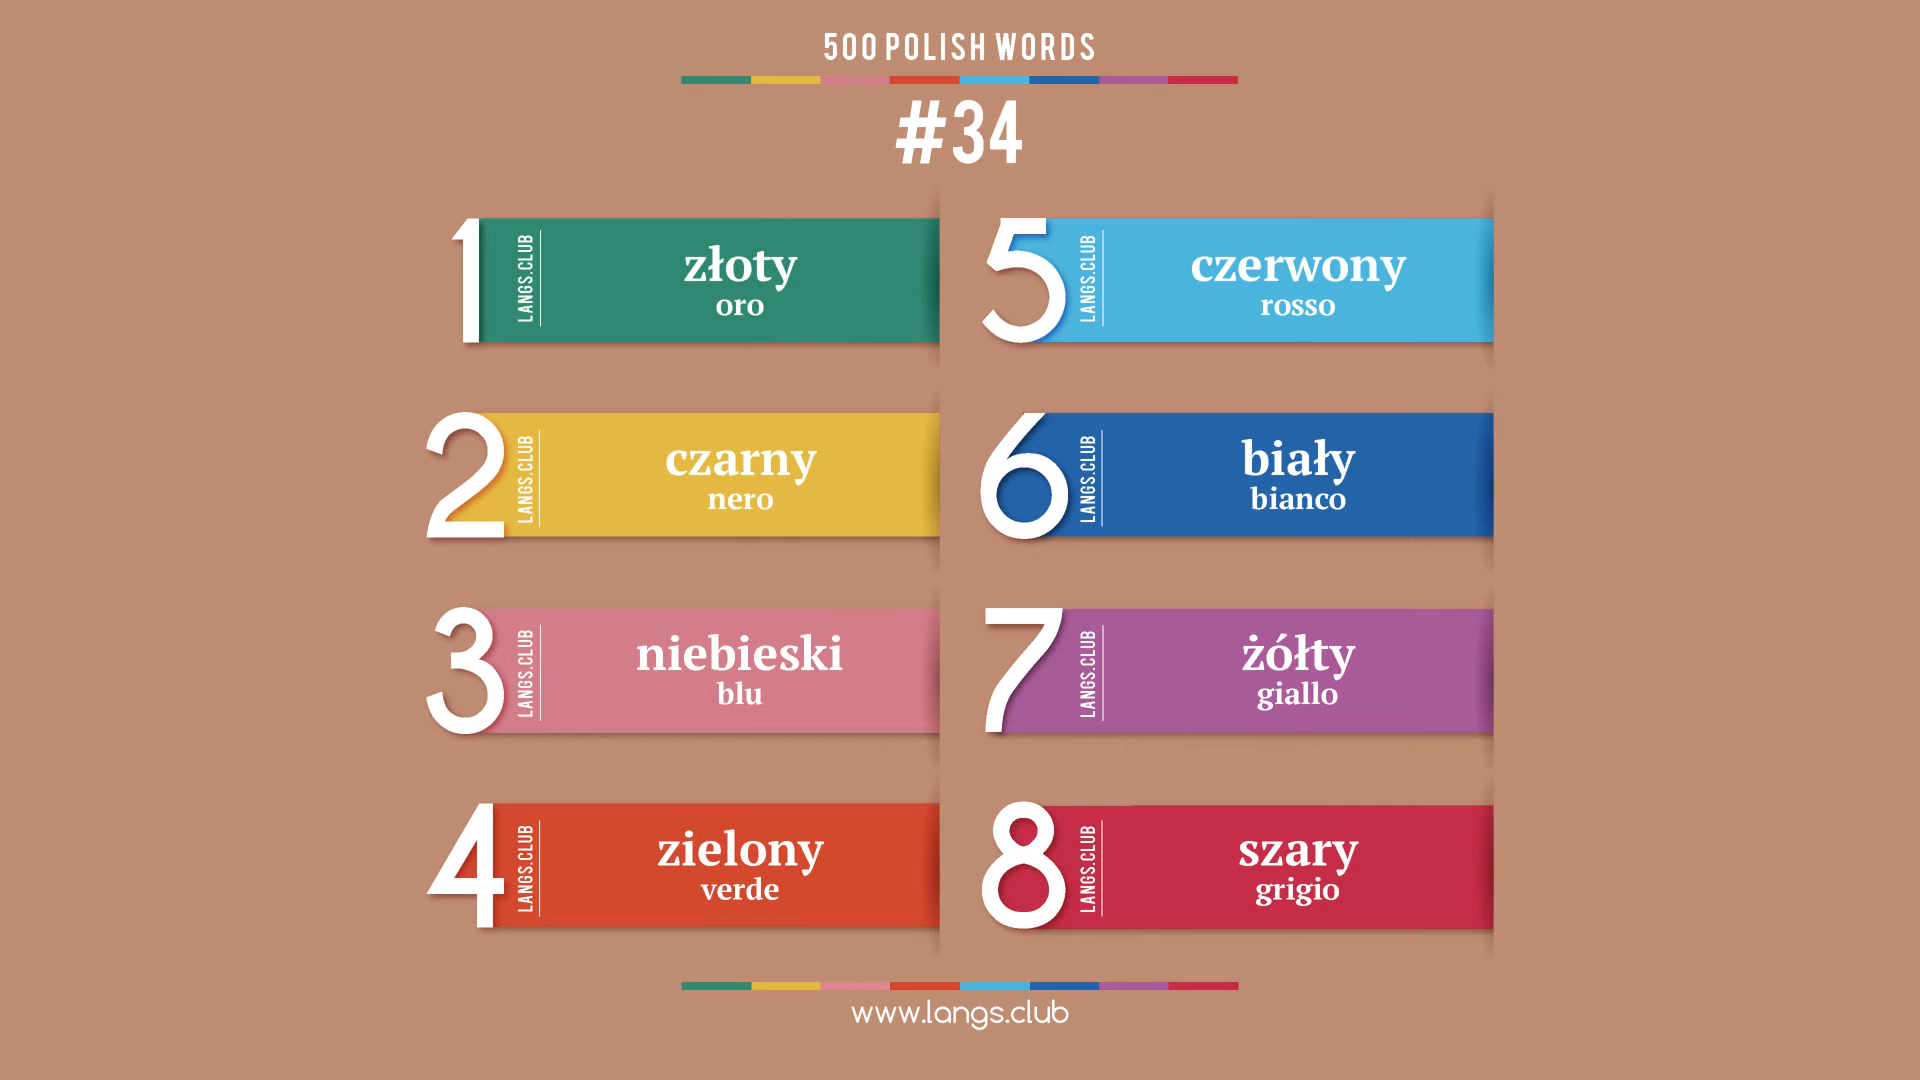 500 POLISH WORDS
#34
1
LANGS.CLUB
złoty
oro
2
LANGS.CLUB
czarny
nero
3
LANGS.CLUB
niebieski
blu
4
LANGS.CLUB
zielony
verde
5
LANGS.CLUB
czerwony
rosso
6
LANGS.CLUB
biały
bianco
7
LANGS.CLUB
żółty
giallo
8
LANGS.CLUB
szary
grigio
www.langs.club